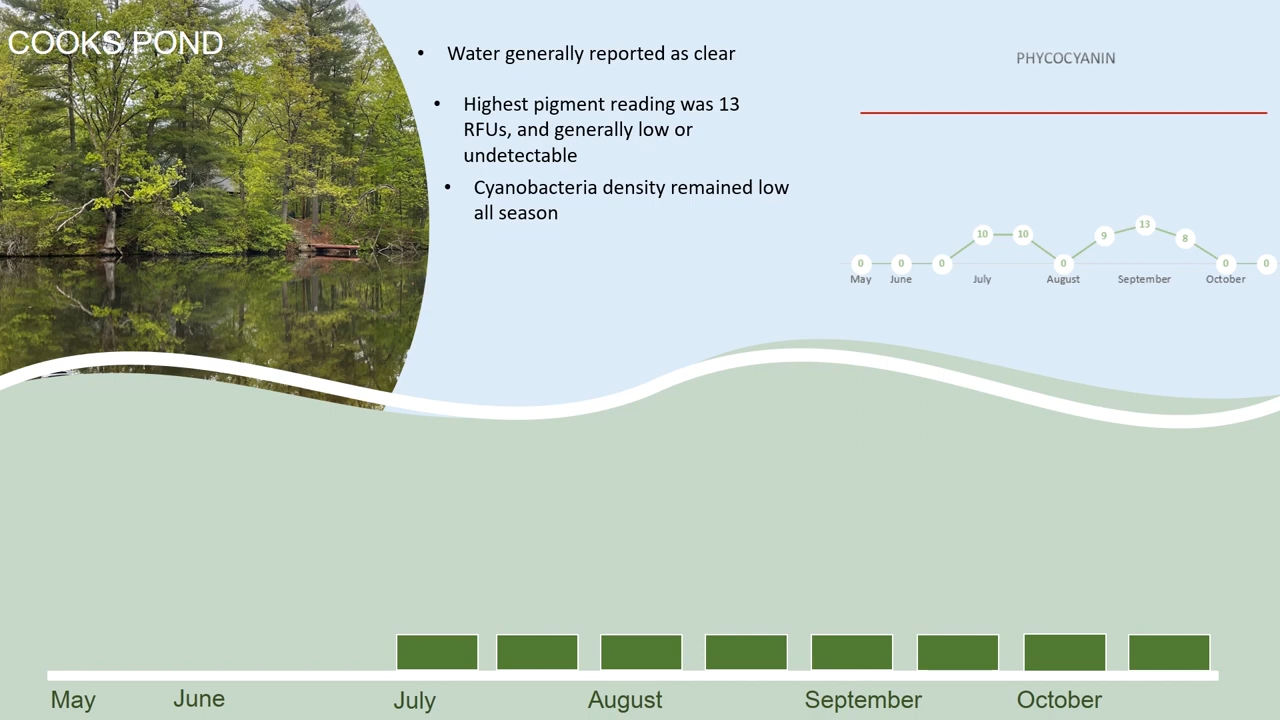 COOKS POND
• Water generally reported as clear
• Highest pigment reading was 13
RFUs, and generally low or
undetectable
• Cyanobacteria density remained low
all season
PHYCOCYANIN
0 0 0 10 10 0 9 13 8 0 0
May June July August September October
May June July August September October